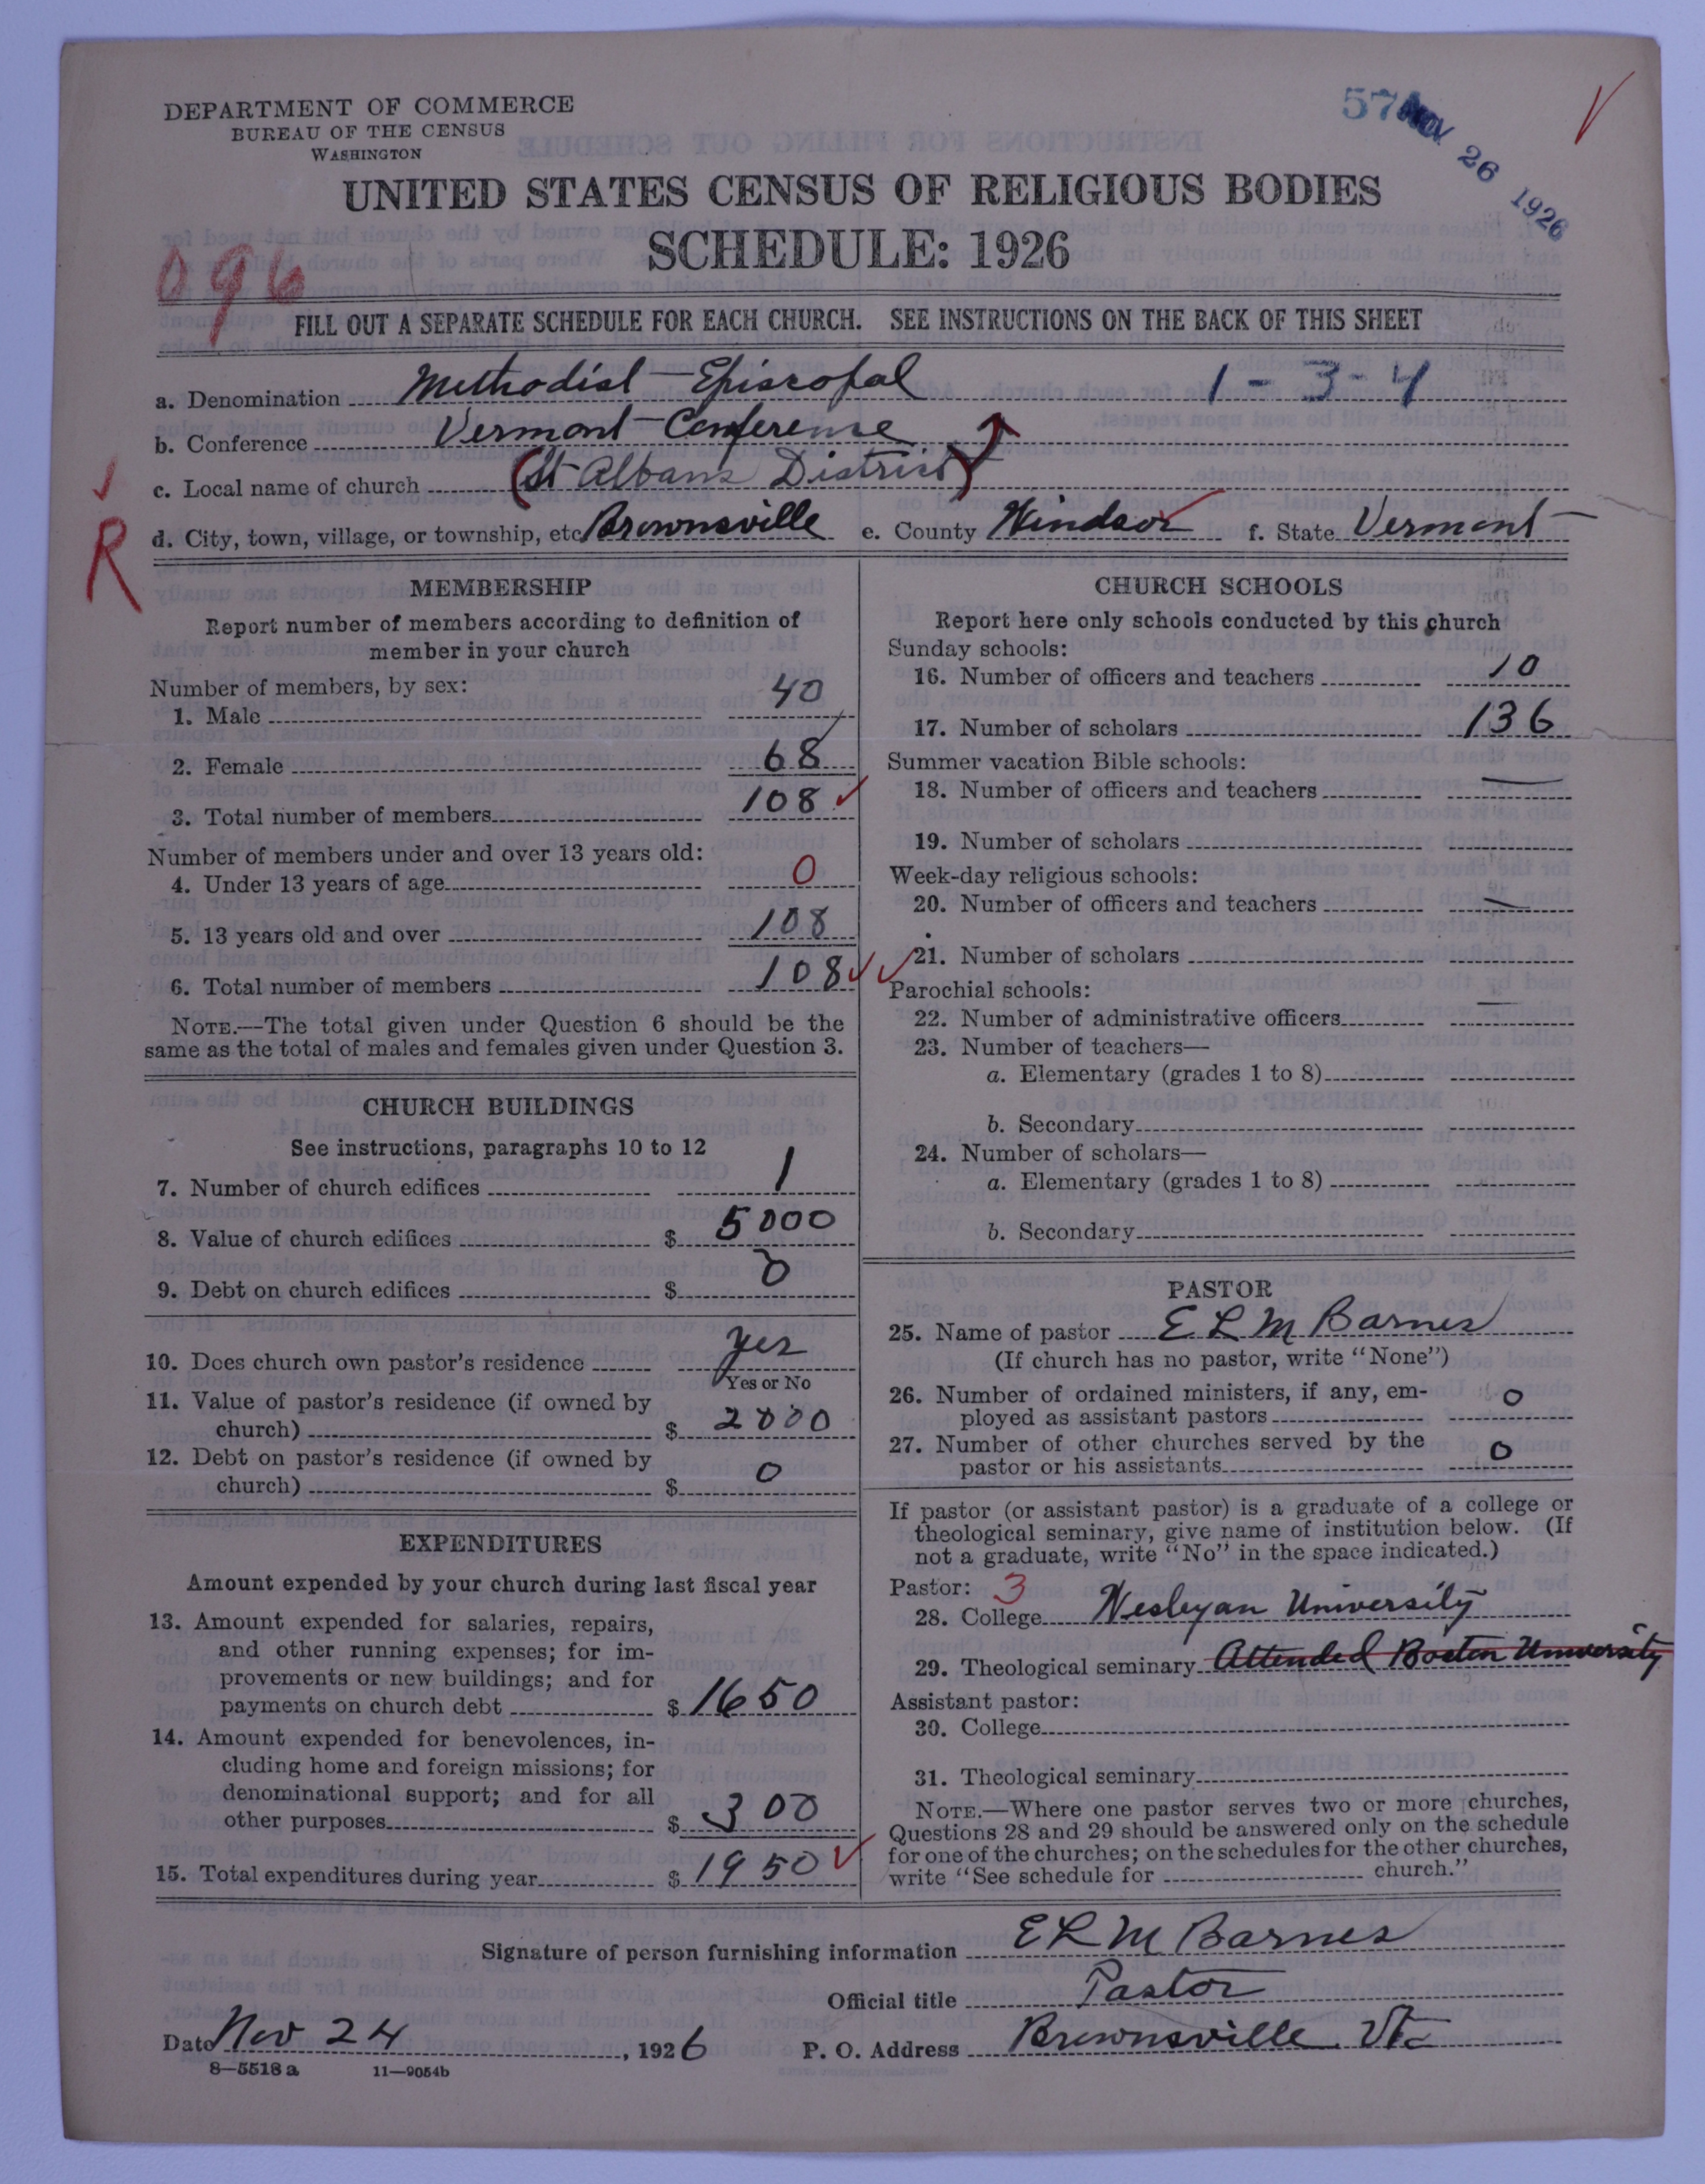 DEPARTMENT OF COMMERCE
BUREAU OF THE CENSUS
WASHINGTON
57
NOV 26 1926
UNITED STATES CENSUS OF RELIGIOUS BODIES
SCHEDULE: 1926
096
FILL OUT A SEPARATE SCHEDULE FOR EACH CHURCH. SEE INSTRUCTIONS ON THE BACK OF THIS SHEET
a. Denomination Methodist Episcopal 1-3-4
b. Conference Vermont Conference
c. Local name of church (St Albans District)
R
d. City, town, village, or township, etc. Brownsville e. County Windsor f. State Vermont
MEMBERSHIP
Report number of members according to definition of
member in your church
Number of members, by sex:
1. Male 40
2. Female 68
3. Total number of members 108
Number of members under and over 13 years old:
4. Under 13 years of age 0
5. 13 years old and over 108
6. Total number of members 108
NOTE.—The total given under Question 6 should be the
same as the total of males and females given under Question 3.
CHURCH BUILDINGS
See instructions, paragraphs 10 to 12
7. Number of church edifices 1
8. Value of church edifices $ 5000
9. Debt on church edifices $ 0
10. Does church own pastor's residence yes
Yes or No
11. Value of pastor's residence (if owned by
church) $ 2000
12. Debt on pastor's residence (if owned by
church) $ 0
EXPENDITURES
Amount expended by your church during last fiscal year
13. Amount expended for salaries, repairs,
and other running expenses; for im-
provements or new buildings; and for
payments on church debt $ 1650
14. Amount expended for benevolences, in-
cluding home and foreign missions; for
denominational support; and for all
other purposes $ 300
15. Total expenditures during year $ 1950
CHURCH SCHOOLS
Report here only schools conducted by this church
Sunday schools:
16. Number of officers and teachers 10
17. Number of scholars 136
Summer vacation Bible schools:
18. Number of officers and teachers —
19. Number of scholars
Week-day religious schools:
20. Number of officers and teachers —
21. Number of scholars
Parochial schools:
22. Number of administrative officers —
23. Number of teachers—
a. Elementary (grades 1 to 8)
b. Secondary
24. Number of scholars—
a. Elementary (grades 1 to 8)
b. Secondary
PASTOR
25. Name of pastor E L M Barnes
(If church has no pastor, write "None")
26. Number of ordained ministers, if any, em-
ployed as assistant pastors 0
27. Number of other churches served by the
pastor or his assistants 0
If pastor (or assistant pastor) is a graduate of a college or
theological seminary, give name of institution below. (If
not a graduate, write "No" in the space indicated.)
Pastor: 3
28. College Wesleyan University
29. Theological seminary Attended Boston University
Assistant pastor:
30. College
31. Theological seminary
NOTE.—Where one pastor serves two or more churches,
Questions 28 and 29 should be answered only on the schedule
for one of the churches; on the schedules for the other churches,
write "See schedule for church."
Signature of person furnishing information E L M Barnes
Official title Pastor
Date Nov 24, 1926 P. O. Address Brownsville Vt
8—5518 a 11—9054b